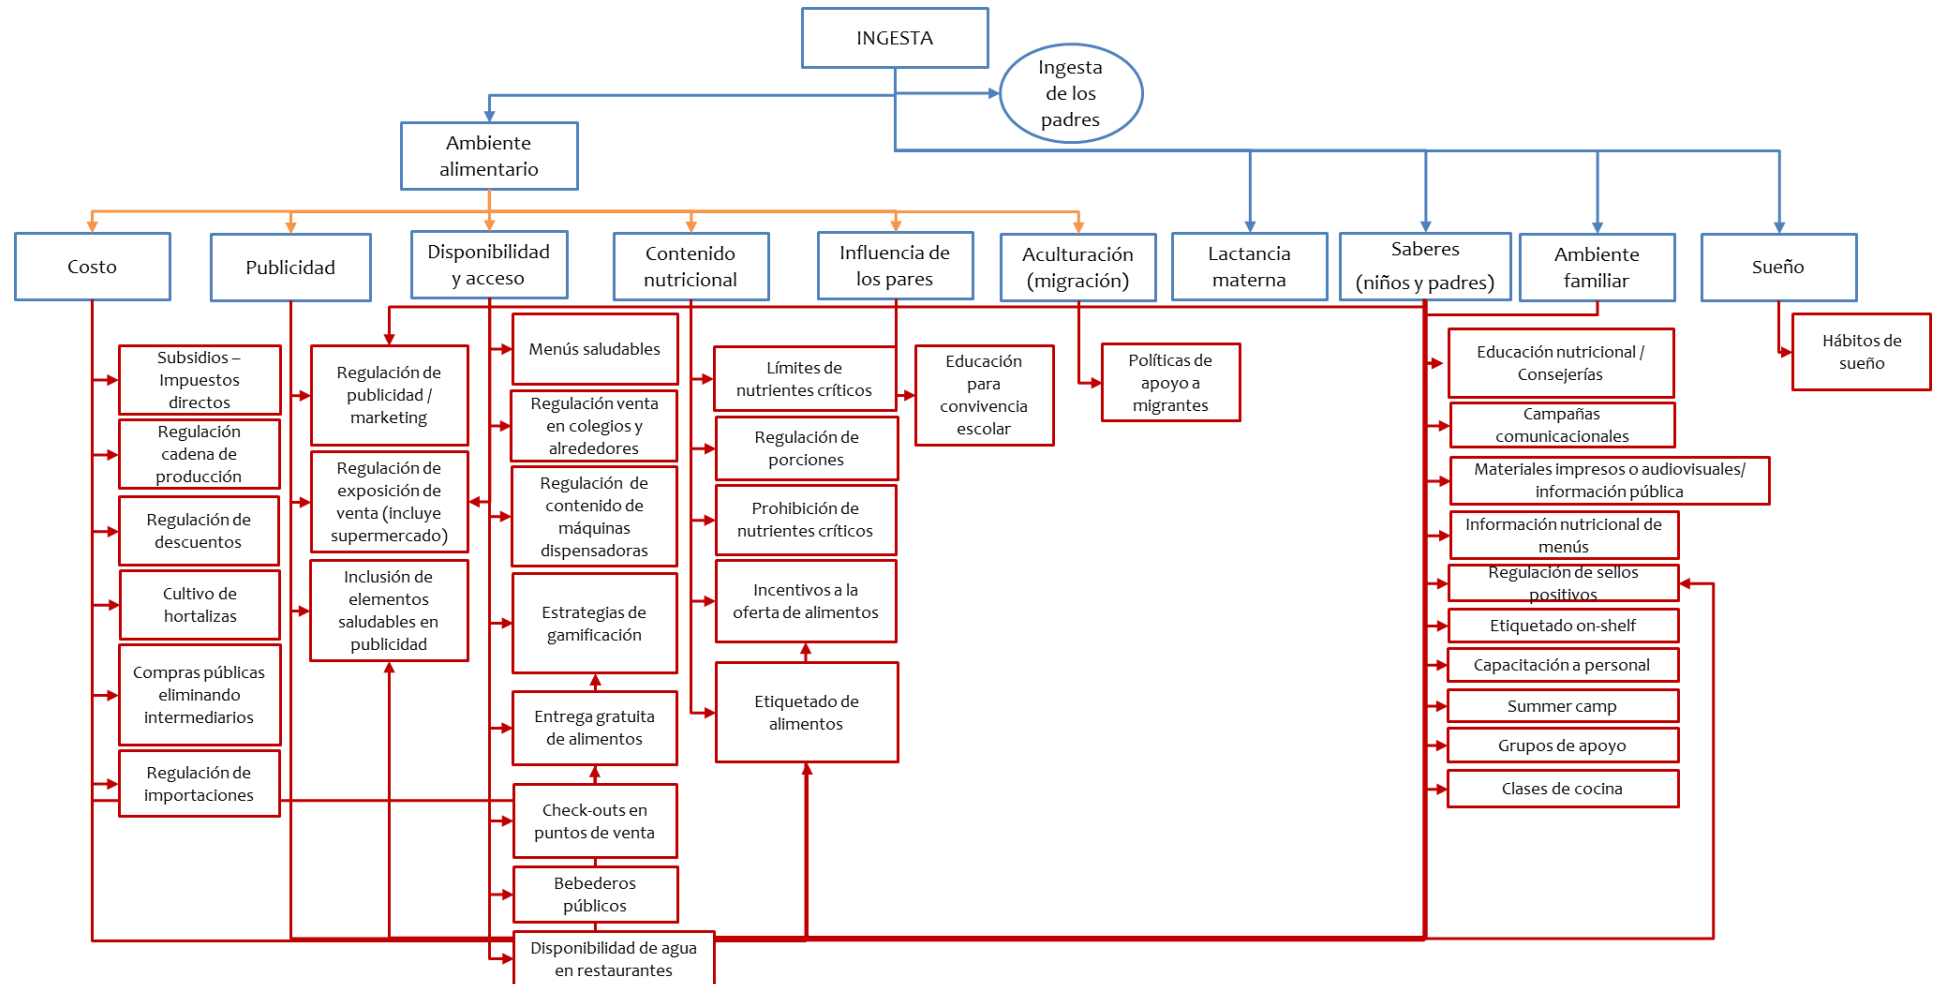 INGESTA
Ingesta
de los
padres
Ambiente
alimentario
Costo
Publicidad
Disponibilidad
y acceso
Contenido
nutricional
Influencia de
los pares
Aculturación
(migración)
Lactancia
materna
Saberes
(niños y padres)
Ambiente
familiar
Sueño
Subsidios –
Impuestos
directos
Regulación
cadena de
producción
Regulación de
descuentos
Cultivo de
hortalizas
Compras públicas
eliminando
intermediarios
Regulación de
importaciones
Regulación de
publicidad /
marketing
Regulación de
exposición de
venta (incluye
supermercado)
Inclusión de
elementos
saludables en
publicidad
Menús saludables
Regulación venta
en colegios y
alrededores
Regulación de
contenido de
máquinas
dispensadoras
Estrategias de
gamificación
Entrega gratuita
de alimentos
Check-outs en
puntos de venta
Bebederos
públicos
Disponibilidad de agua
en restaurantes
Límites de
nutrientes críticos
Regulación de
porciones
Prohibición de
nutrientes críticos
Incentivos a la
oferta de alimentos
Etiquetado de
alimentos
Educación
para
convivencia
escolar
Políticas de
apoyo a
migrantes
Educación nutricional /
Consejerías
Campañas
comunicacionales
Materiales impresos o audiovisuales/
información pública
Información nutricional de
menús
Regulación de sellos
positivos
Etiquetado on-shelf
Capacitación a personal
Summer camp
Grupos de apoyo
Clases de cocina
Hábitos de
sueño